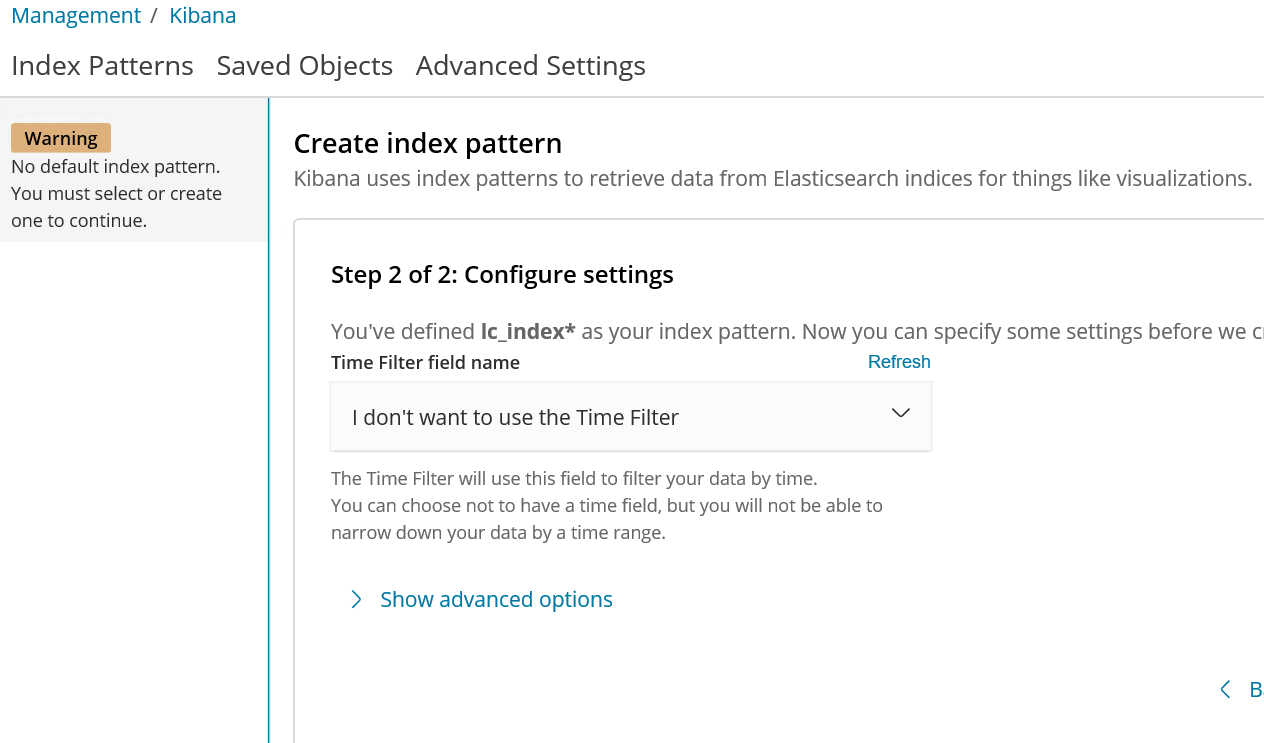 Management / Kibana
Index Patterns Saved Objects Advanced Settings
Warning
No default index pattern.
You must select or create
one to continue.
Create index pattern
Kibana uses index patterns to retrieve data from Elasticsearch indices for things like visualizations.
Step 2 of 2: Configure settings
You've defined lc_index* as your index pattern. Now you can specify some settings before we
Time Filter field name Refresh
I don't want to use the Time Filter
The Time Filter will use this field to filter your data by time.
You can choose not to have a time field, but you will not be able to
narrow down your data by a time range.
Show advanced options